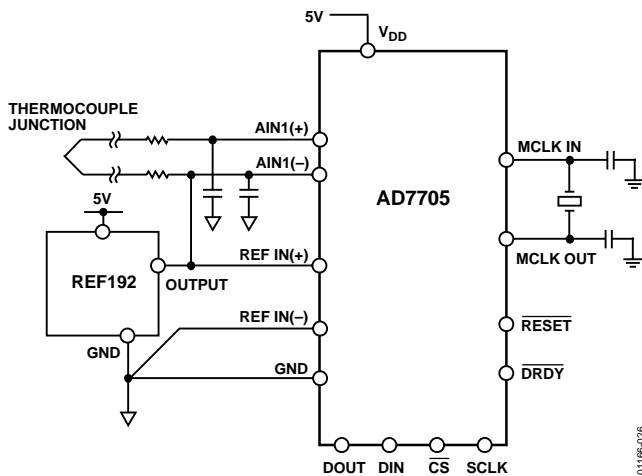 5V
VDD
THERMOCOUPLE
JUNCTION
AIN1(+)
AIN1(–)
MCLK IN
AD7705
5V
REF192
OUTPUT
REF IN(+)
MCLK OUT
REF IN(–)
RESET
GND
GND
DRDY
DOUT DIN CS SCLK
01166-026